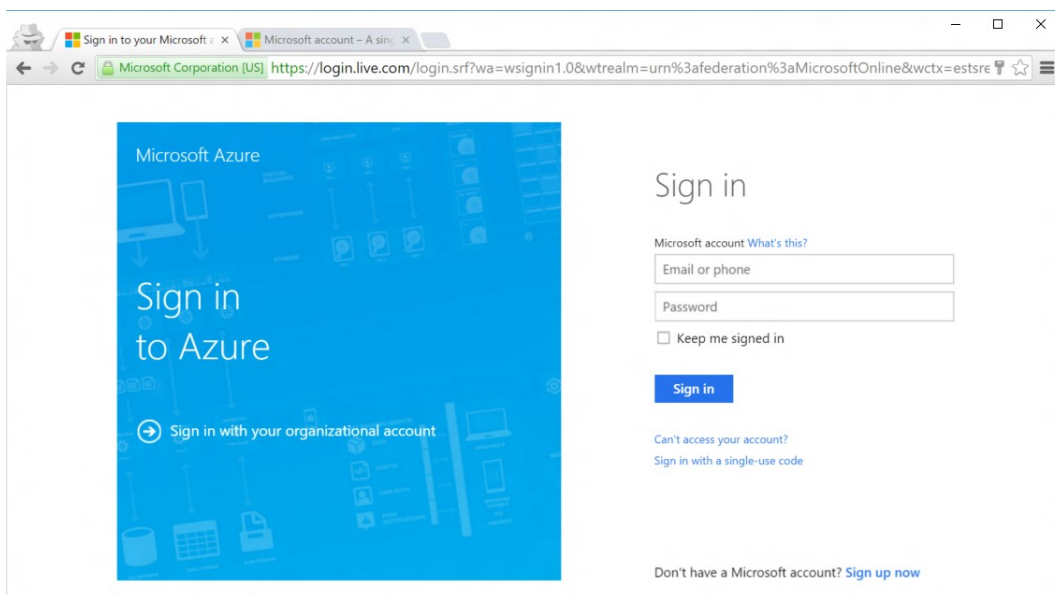 Sign in to your Microsoft a
Microsoft account – A sing
Microsoft Corporation [US] https://login.live.com/login.srf?wa=wsignin1.0&wtrealm=urn%3afederation%3aMicrosoftOnline&wctx=estsre
Microsoft Azure
Sign in
to Azure
Sign in with your organizational account
Sign in
Microsoft account What's this?
Email or phone
Password
Keep me signed in
Sign in
Can't access your account?
Sign in with a single-use code
Don't have a Microsoft account? Sign up now